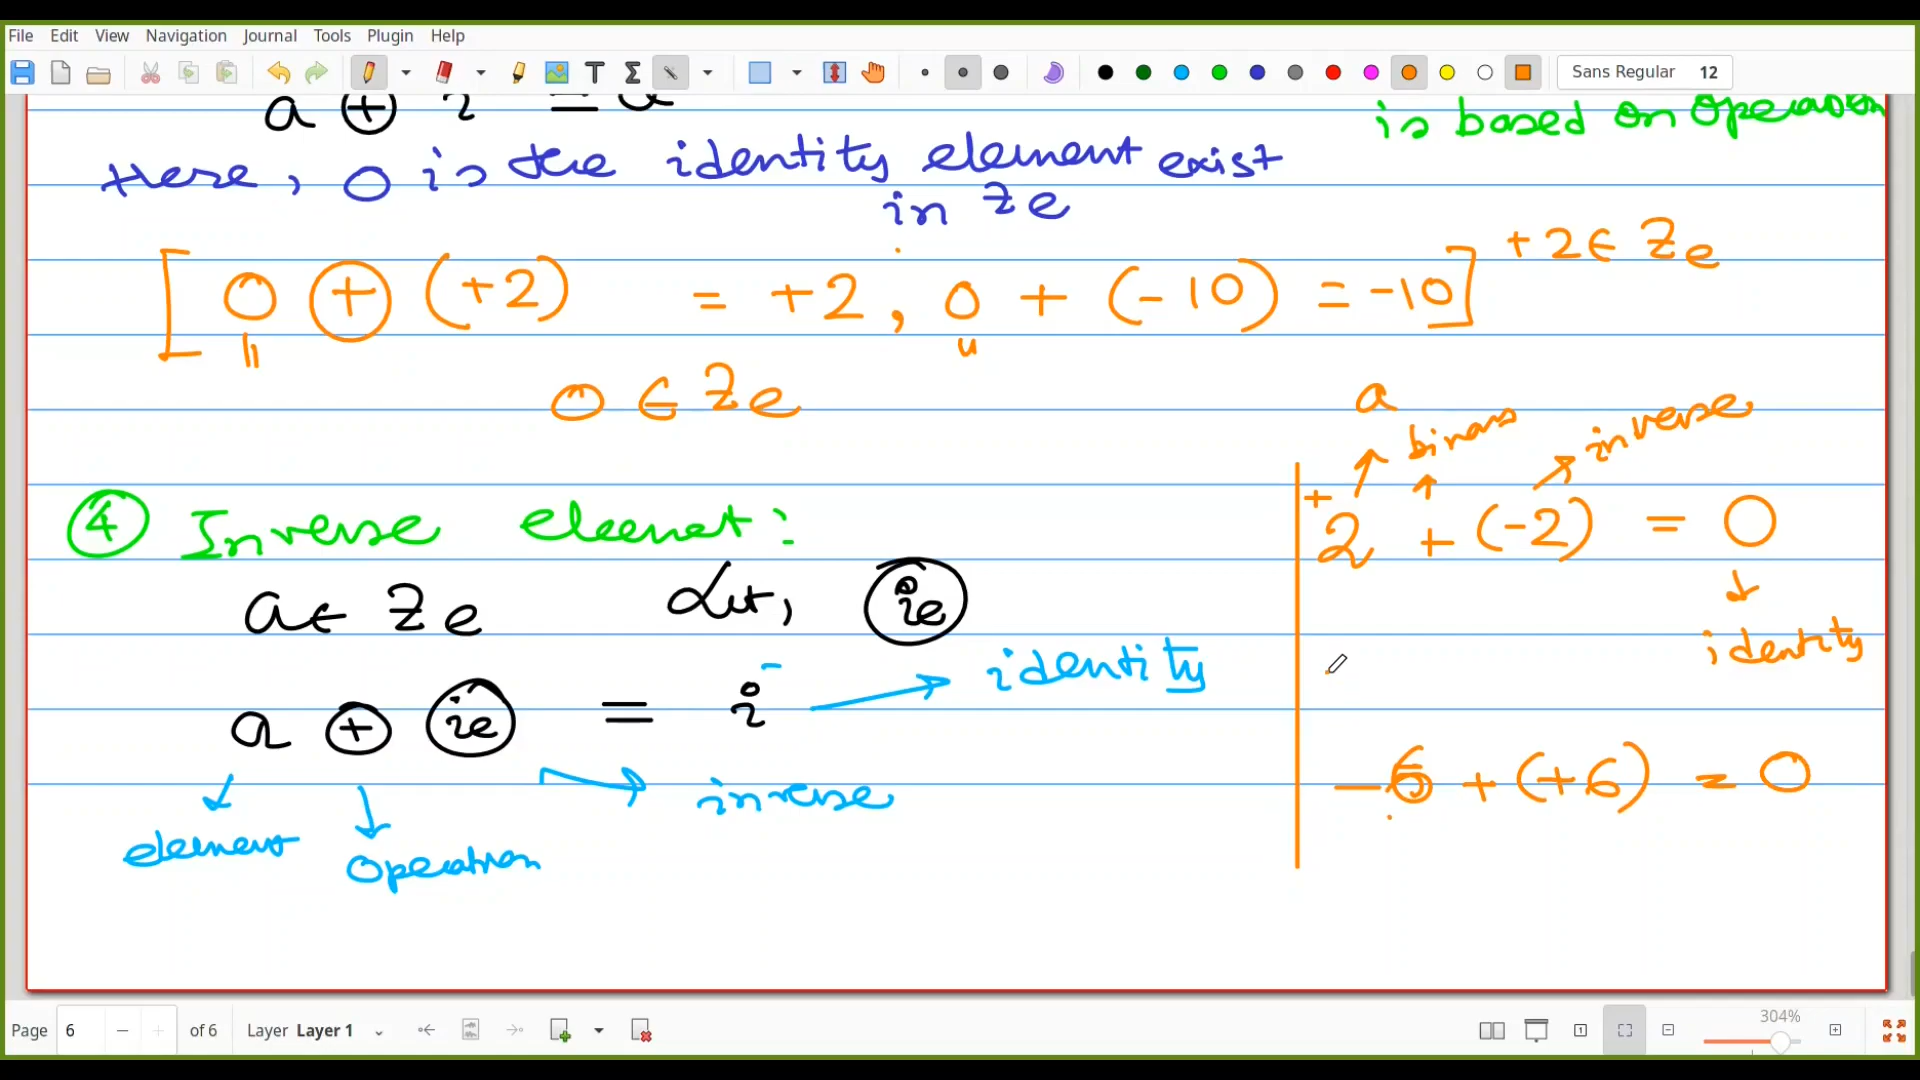 File Edit View Navigation Journal Tools Plugin Help
Sans Regular 12
a ⊕ i = a
is based on operation
Here, 0 is the identity element exist
in Ze
+2 ∈ Ze
[ 0 ⊕ (+2) = +2, 0 + (-10) = -10 ]
0 ∈ Ze
a
binary
inverse
④ Inverse eleenet:
+2 + (-2) = 0
identity
a ∈ Ze Let, ie
a ⊕ ie = i
identity
-6 + (+6) = 0
inverse
element
Operation
Page 6 of 6 Layer Layer 1 304%